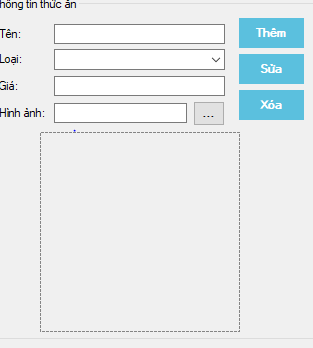 hông tin thức ăn
Tên:
Thêm
Loại:
Sửa
Giá:
Xóa
Hình ảnh:
...